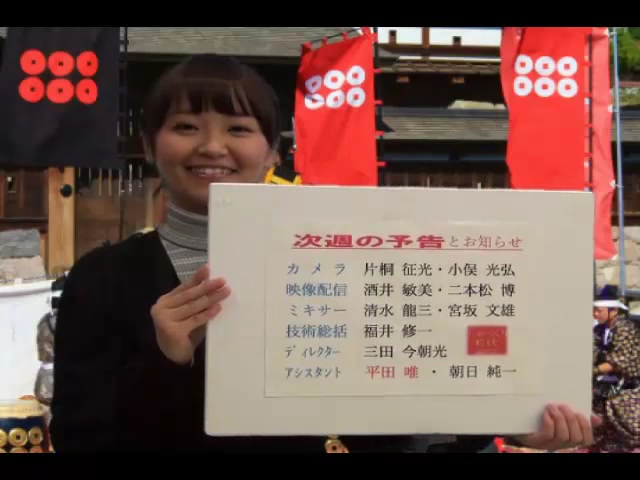 次週の予告とお知らせ
カメラ 片桐 征光・小俣 光弘
映像配信 酒井 敏美・二本松 博
ミキサー 清水 龍三・宮坂 文雄
技術総括 福井 修一
ディレクター 三田 今朝光
アシスタント 平田 唯 ・ 朝日 純一